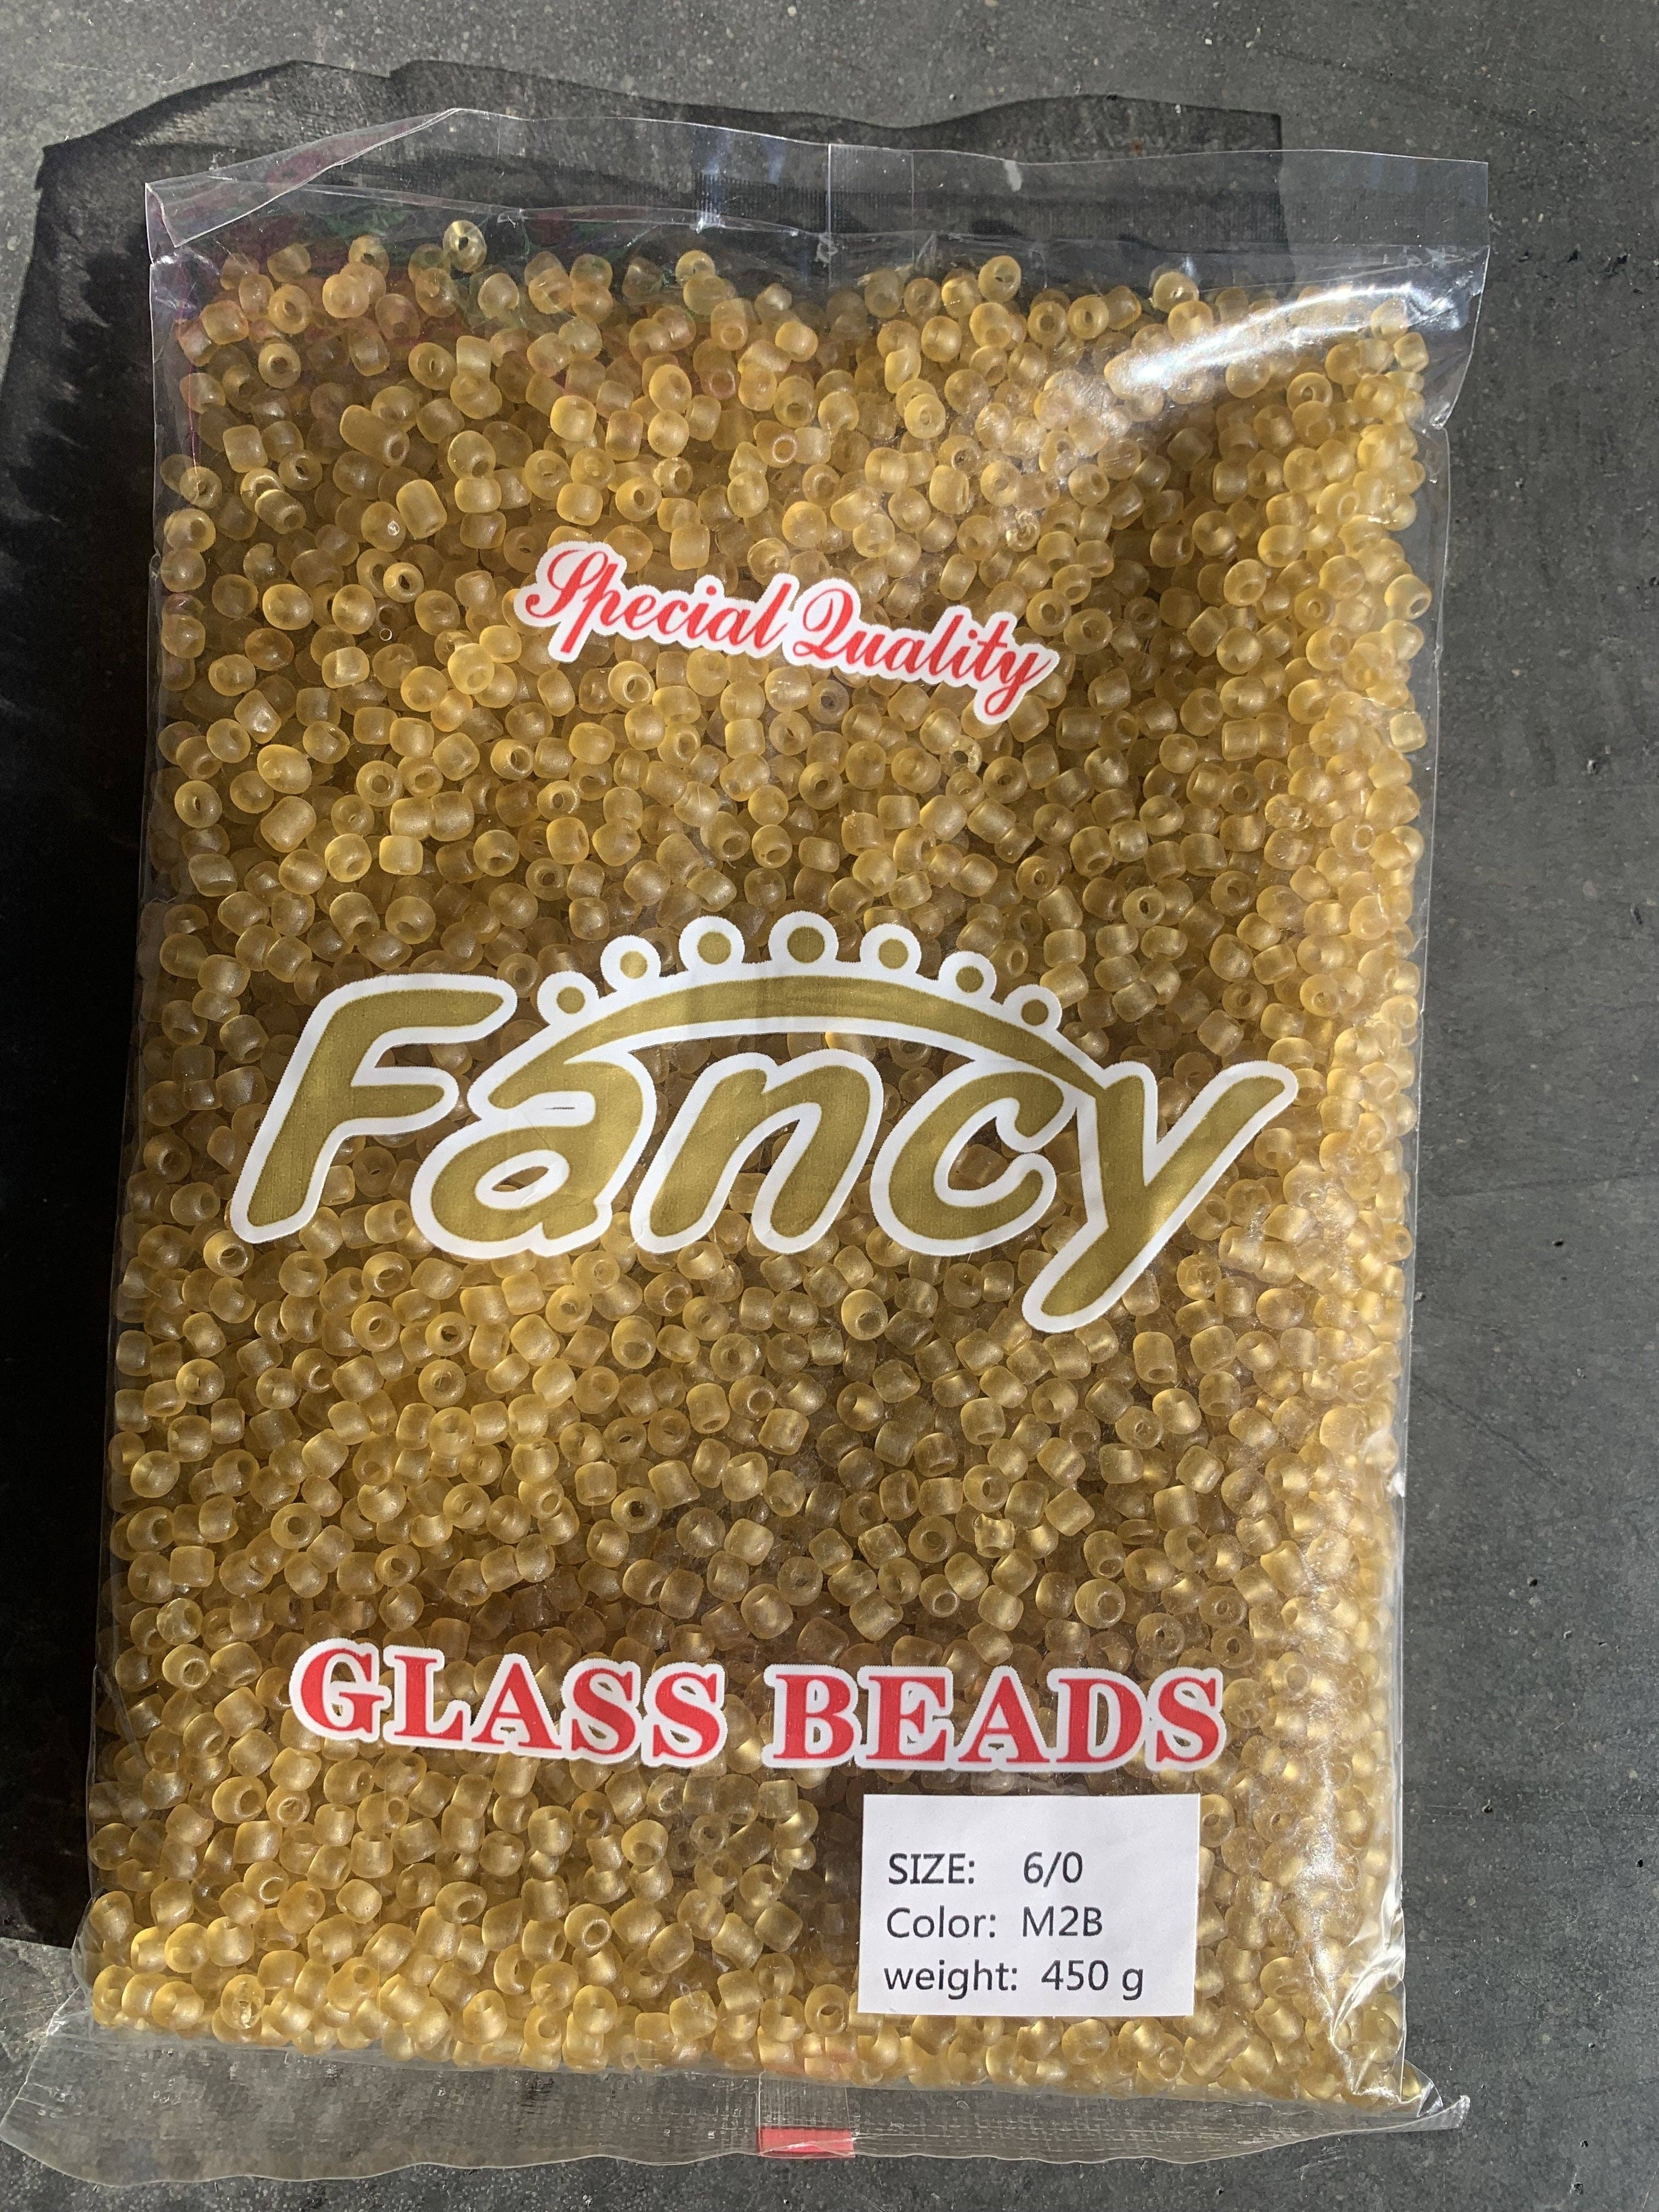 Special Quality
Fancy
GLASS BEADS
SIZE: 6/0
Color: M2B
weight: 450 g